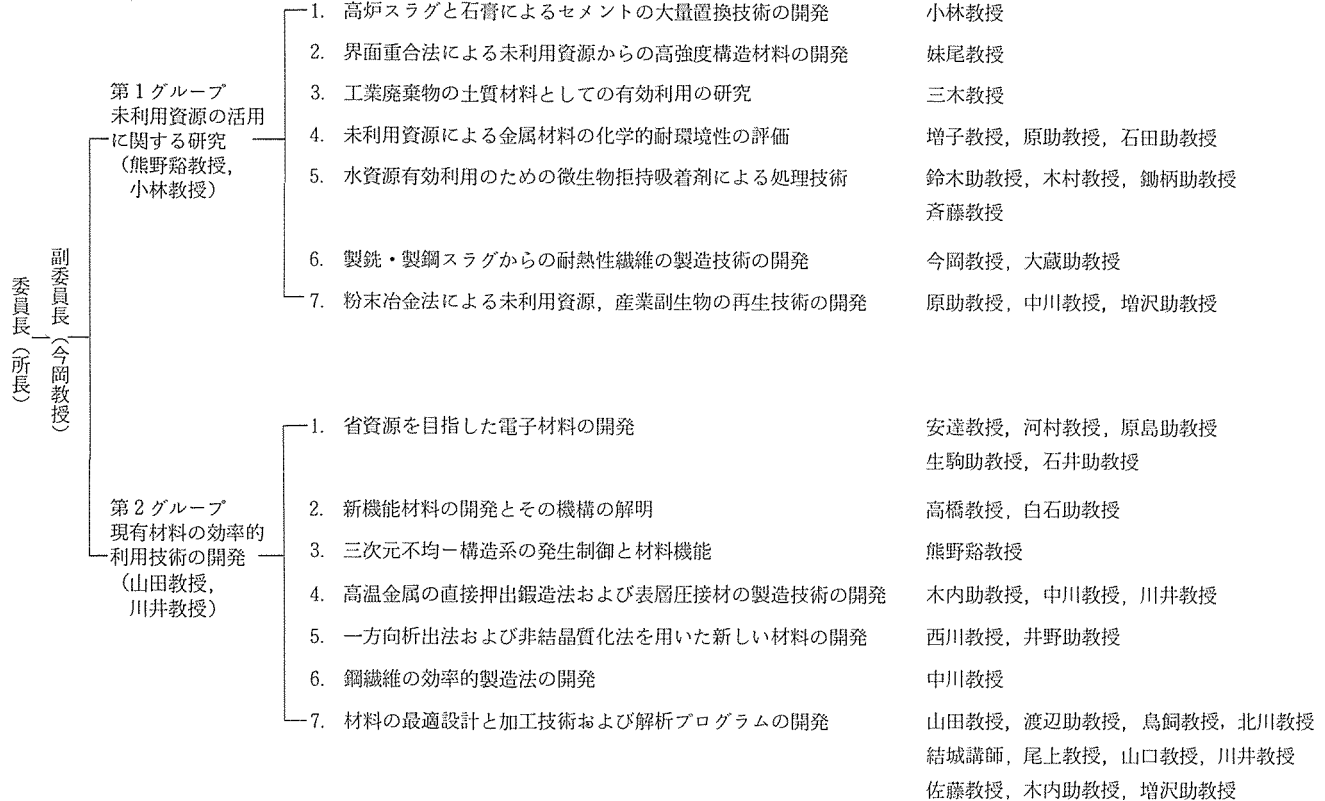 委員長（所長）
副委員長（今岡教授）
第1グループ
未利用資源の活用
に関する研究
（熊野谿教授，
小林教授）
1. 高炉スラグと石膏によるセメントの大量置換技術の開発 小林教授
2. 界面重合法による未利用資源からの高強度構造材料の開発 妹尾教授
3. 工業廃棄物の土質材料としての有効利用の研究 三木教授
4. 未利用資源による金属材料の化学的耐環境性の評価 増子教授，原助教授，石田助教授
5. 水資源有効利用のための微生物拒持吸着剤による処理技術 鈴木助教授，木村教授，鋤柄助教授
斉藤教授
6. 製銑・製鋼スラグからの耐熱性繊維の製造技術の開発 今岡教授，大蔵助教授
7. 粉末冶金法による未利用資源，産業副生物の再生技術の開発 原助教授，中川教授，増沢助教授
第2グループ
現有材料の効率的
利用技術の開発
（山田教授，
川井教授）
1. 省資源を目指した電子材料の開発 安達教授，河村教授，原島助教授
生駒助教授，石井助教授
2. 新機能材料の開発とその機構の解明 高橋教授，白石助教授
3. 三次元不均一構造系の発生制御と材料機能 熊野谿教授
4. 高温金属の直接押出鍛造法および表層圧接材の製造技術の開発 木内助教授，中川教授，川井教授
5. 一方向析出法および非結晶質化法を用いた新しい材料の開発 西川教授，井野助教授
6. 鋼繊維の効率的製造法の開発 中川教授
7. 材料の最適設計と加工技術および解析プログラムの開発 山田教授，渡辺助教授，鳥飼教授，北川教授
結城講師，尾上教授，山口教授，川井教授
佐藤教授，木内助教授，増沢助教授